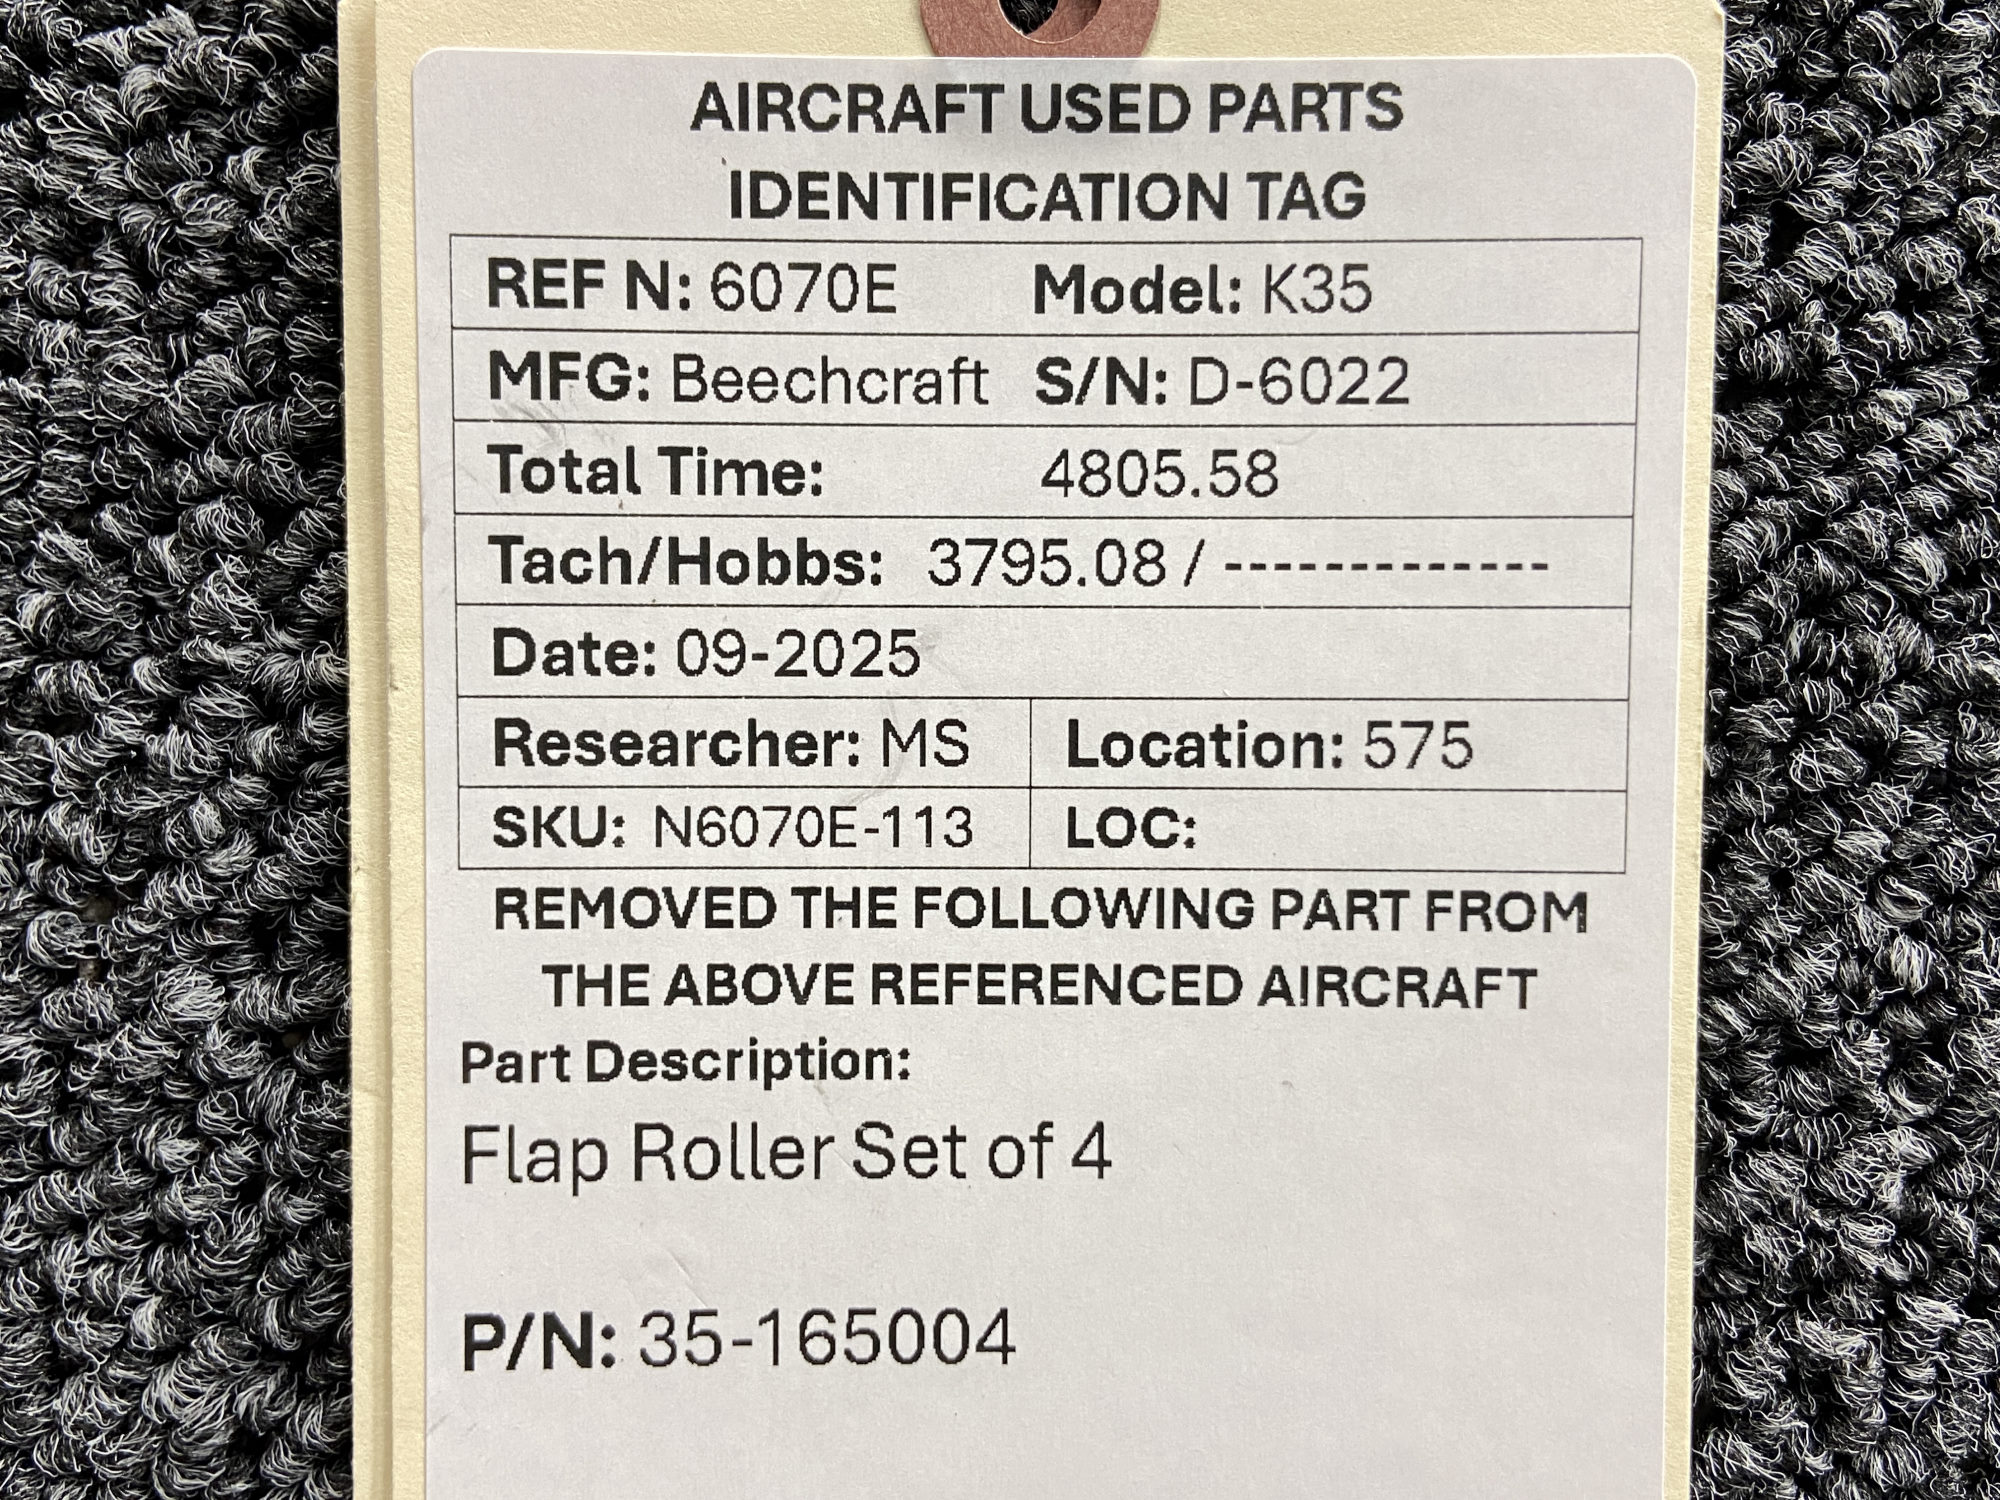 AIRCRAFT USED PARTS
IDENTIFICATION TAG
REF N: 6070E Model: K35
MFG: Beechcraft S/N: D-6022
Total Time: 4805.58
Tach/Hobbs: 3795.08 / -------------
Date: 09-2025
Researcher: MS Location: 575
SKU: N6070E-113 LOC:
REMOVED THE FOLLOWING PART FROM
THE ABOVE REFERENCED AIRCRAFT
Part Description:
Flap Roller Set of 4
P/N: 35-165004